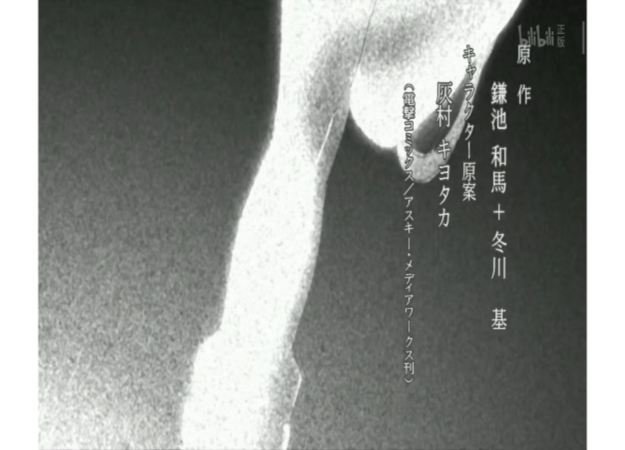 原作
鎌池 和馬 + 冬川 基
キャラクター原案
灰村 キヨタカ
(電撃コミックス/アスキー・メディアワークス刊)
bilibili 正版